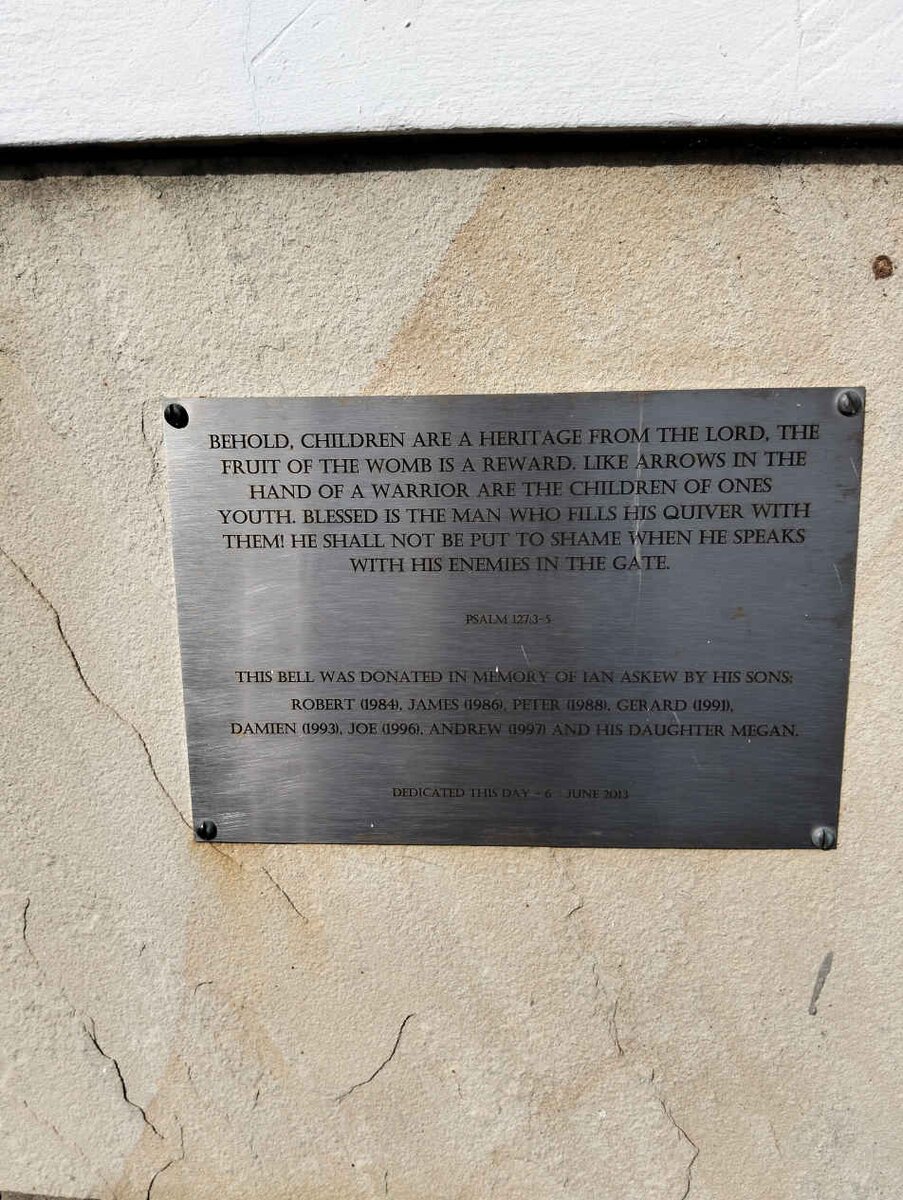 BEHOLD, CHILDREN ARE A HERITAGE FROM THE LORD, THE
FRUIT OF THE WOMB IS A REWARD. LIKE ARROWS IN THE
HAND OF A WARRIOR ARE THE CHILDREN OF ONES
YOUTH. BLESSED IS THE MAN WHO FILLS HIS QUIVER WITH
THEM! HE SHALL NOT BE PUT TO SHAME WHEN HE SPEAKS
WITH HIS ENEMIES IN THE GATE.
PSALM 127:3-5
THIS BELL WAS DONATED IN MEMORY OF IAN ASKEW BY HIS SONS:
ROBERT (1984), JAMES (1986), PETER (1988), GERARD (1991),
DAMIEN (1993), JOE (1996), ANDREW (1997) AND HIS DAUGHTER MEGAN.
DEDICATED THIS DAY - 6 JUNE 2013